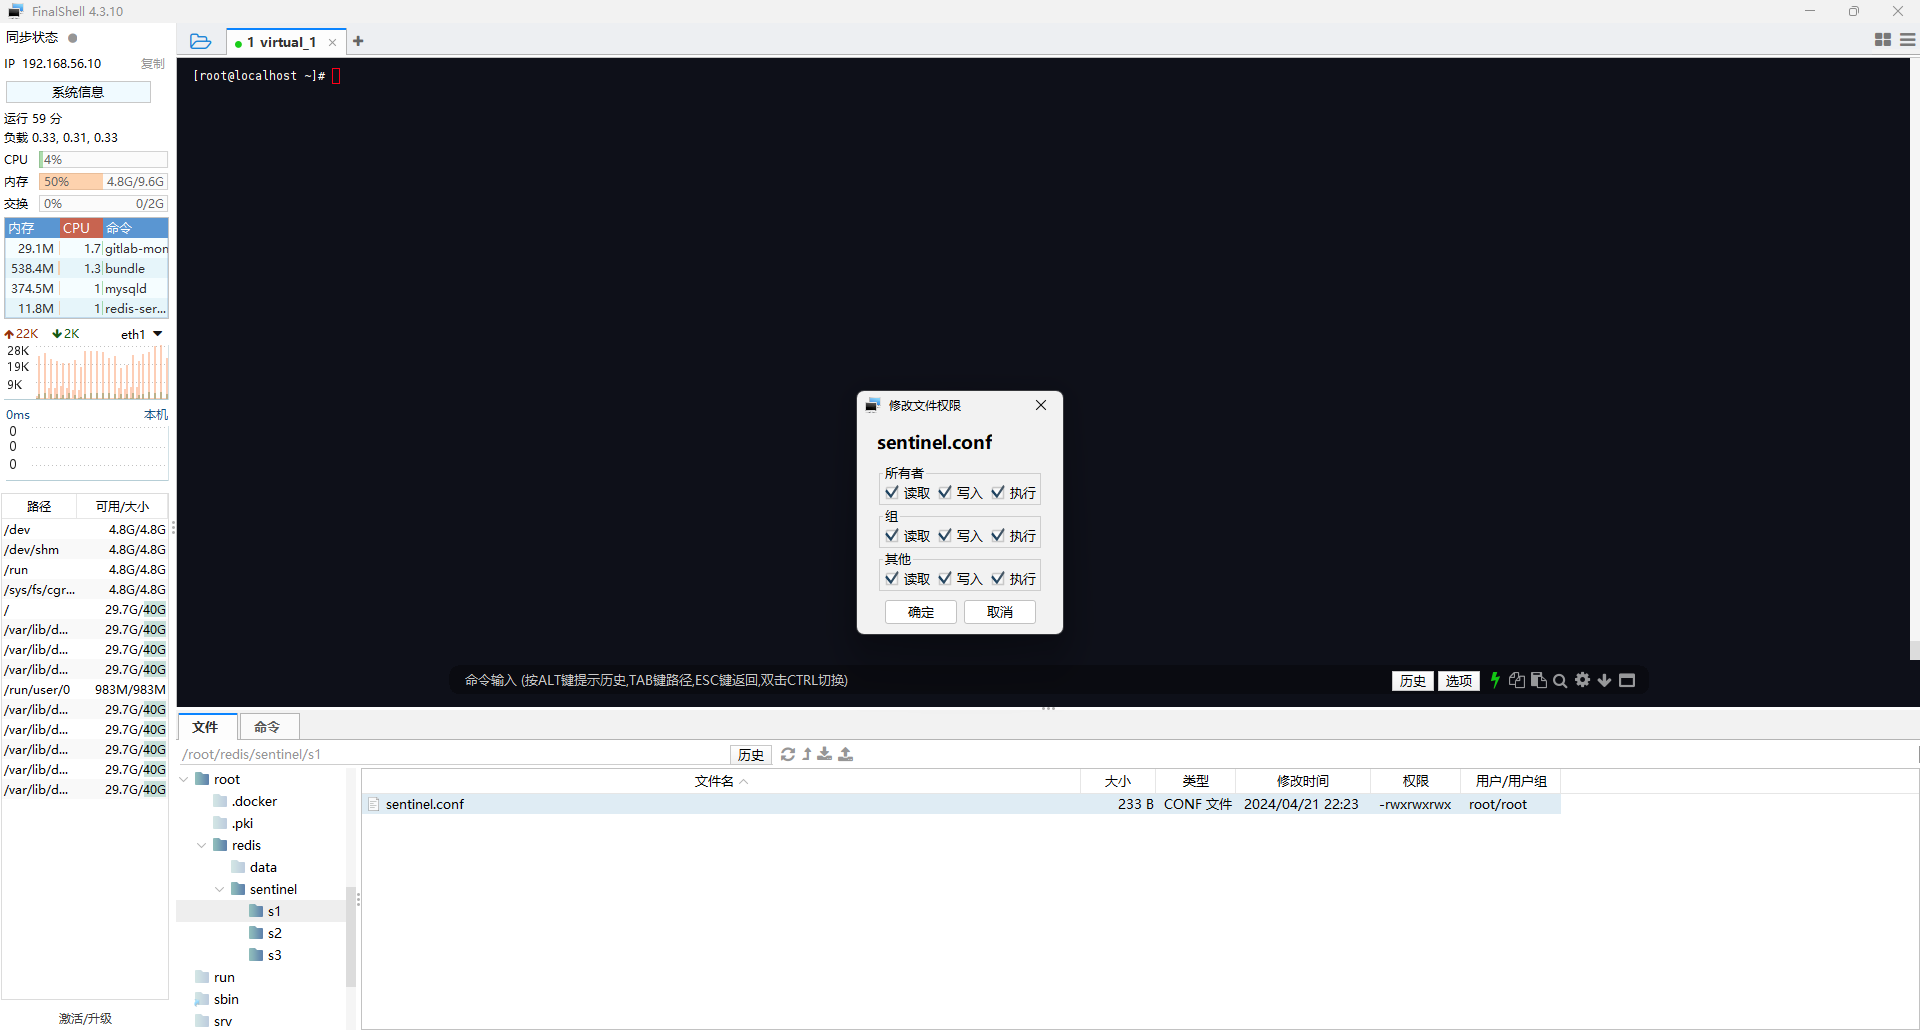 FinalShell 4.3.10
同步状态
IP 192.168.56.10 复制
系统信息
运行 59 分
负载 0.33, 0.31, 0.33
CPU 4%
内存 50% 4.8G/9.6G
交换 0% 0/2G
内存 CPU 命令
29.1M 1.7 gitlab-mon
538.4M 1.3 bundle
374.5M 1 mysqld
11.8M 1 redis-ser...
22K 2K eth1
28K
19K
9K
0ms 本机
0
0
0
路径 可用/大小
/dev 4.8G/4.8G
/dev/shm 4.8G/4.8G
/run 4.8G/4.8G
/sys/fs/cgr... 4.8G/4.8G
/ 29.7G/40G
/var/lib/d... 29.7G/40G
/var/lib/d... 29.7G/40G
/var/lib/d... 29.7G/40G
/run/user/0 983M/983M
/var/lib/d... 29.7G/40G
/var/lib/d... 29.7G/40G
/var/lib/d... 29.7G/40G
/var/lib/d... 29.7G/40G
/var/lib/d... 29.7G/40G
激活/升级
1 virtual_1
[root@localhost ~]#
修改文件权限
sentinel.conf
所有者
读取 写入 执行
组
读取 写入 执行
其他
读取 写入 执行
确定 取消
命令输入 (按ALT键提示历史,TAB键路径,ESC键返回,双击CTRL切换)
历史 选项
文件 命令
/root/redis/sentinel/s1
历史
root
.docker
.pki
redis
data
sentinel
s1
s2
s3
run
sbin
srv
文件名 大小 类型 修改时间 权限 用户/用户组
sentinel.conf 233 B CONF 文件 2024/04/21 22:23 -rwxrwxrwx root/root